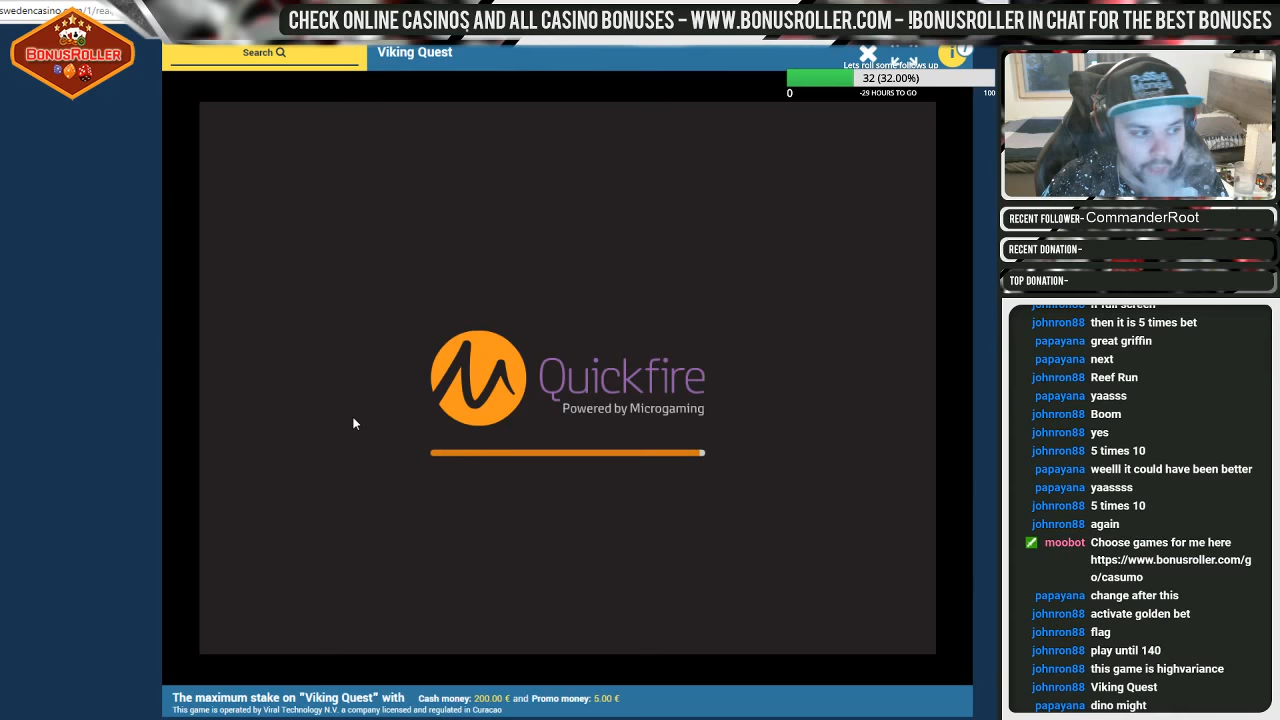 swedencasino.com/1/real
CHECK ONLINE CASINOS AND ALL CASINO BONUSES - WWW.BONUSROLLER.COM - !BONUSROLLER IN CHAT FOR THE BEST BONUSES
BONUSROLLER
Search
Viking Quest
Lets roll some follows up
32 (32.00%)
0
-29 HOURS TO GO
100
RECENT FOLLOWER- CommanderRoot
RECENT DONATION-
TOP DONATION-
Quickfire
Powered by Microgaming
if full screen
johnron88 then it is 5 times bet
papayana great griffin
papayana next
johnron88 Reef Run
papayana yaasss
johnron88 Boom
johnron88 yes
johnron88 5 times 10
papayana weelll it could have been better
papayana yaassss
johnron88 5 times 10
johnron88 again
moobot Choose games for me here
https://www.bonusroller.com/g
o/casumo
papayana change after this
johnron88 activate golden bet
johnron88 flag
johnron88 play until 140
johnron88 this game is highvariance
johnron88 Viking Quest
papayana dino might
The maximum stake on "Viking Quest" with Cash money: 200.00 € and Promo money: 5.00 €
This game is operated by Viral Technology N.V. a company licensed and regulated in Curacao